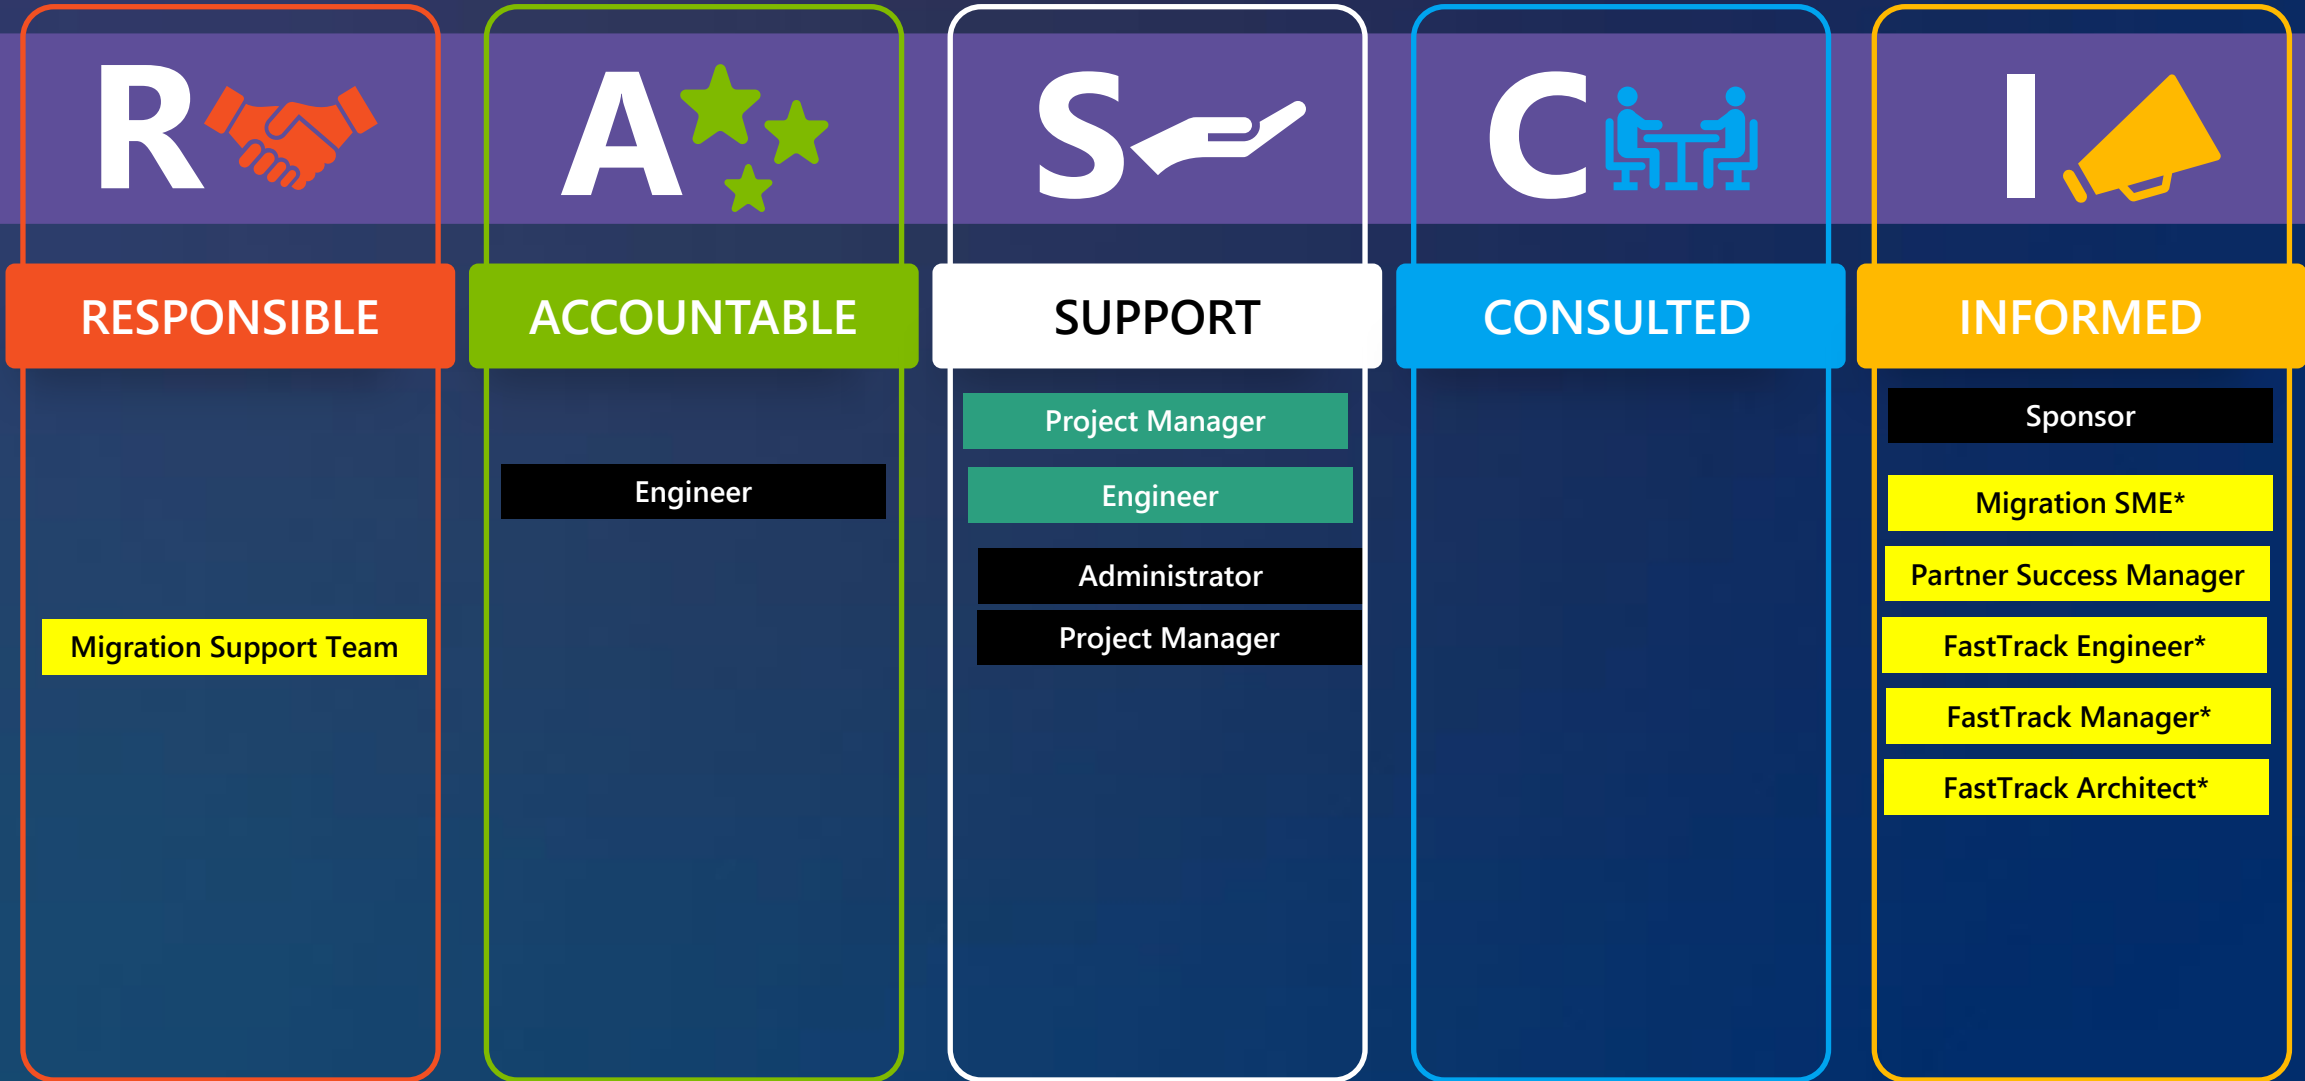 R
A
S
C
I
RESPONSIBLE
ACCOUNTABLE
SUPPORT
CONSULTED
INFORMED
Migration Support Team
Engineer
Project Manager
Engineer
Administrator
Project Manager
Sponsor
Migration SME*
Partner Success Manager
FastTrack Engineer*
FastTrack Manager*
FastTrack Architect*